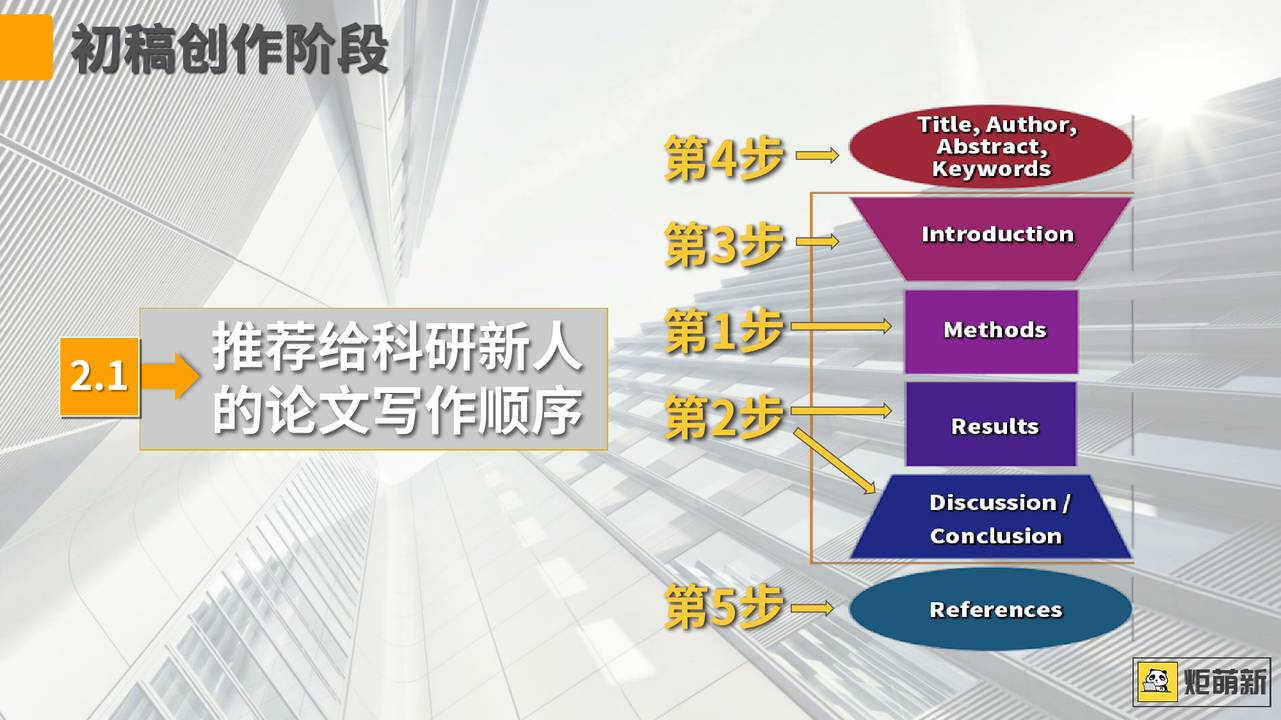 初稿创作阶段
2.1
推荐给科研新人
的论文写作顺序
第4步
Title, Author,
Abstract,
Keywords
第3步
Introduction
第1步
Methods
第2步
Results
Discussion /
Conclusion
第5步
References
炬萌新